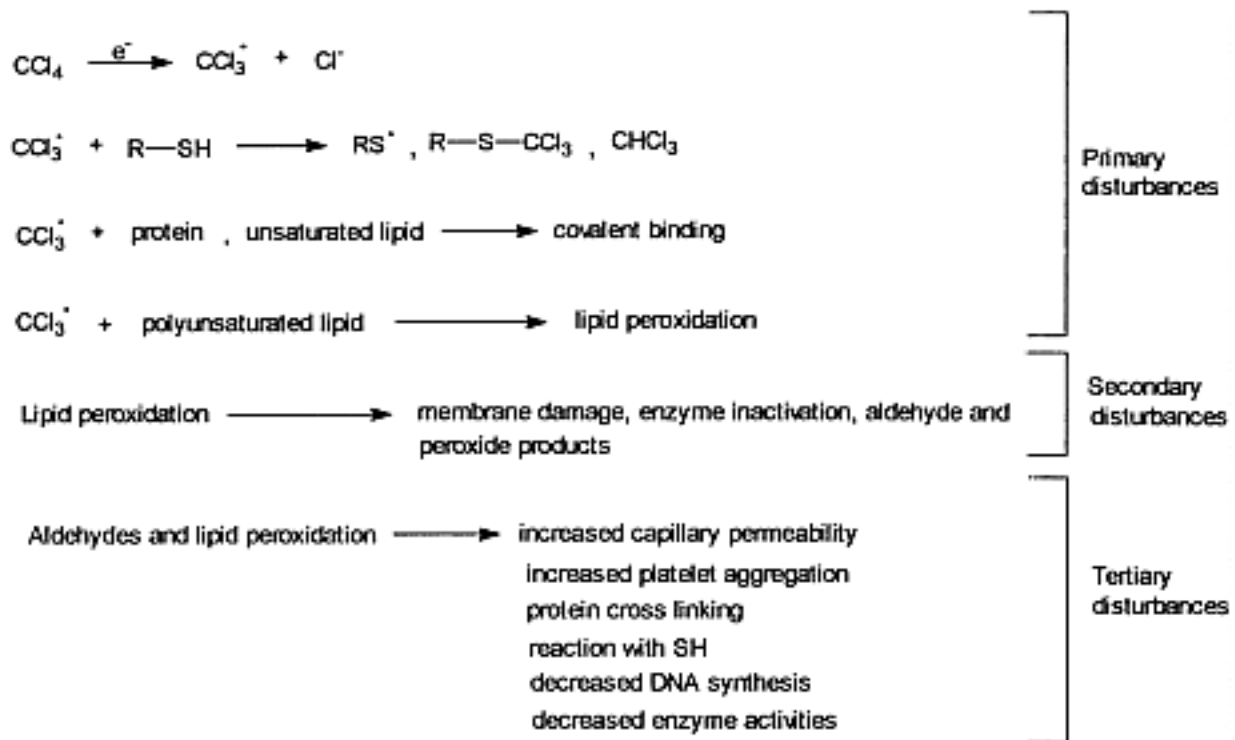 CCl₄ e⁻ → CCl₃• + Cl⁻
CCl₃• + R—SH → RS• , R—S—CCl₃ , CHCl₃
Primary
disturbances
CCl₃• + protein , unsaturated lipid → covalent binding
CCl₃• + polyunsaturated lipid → lipid peroxidation
Lipid peroxidation → membrane damage, enzyme inactivation, aldehyde and
peroxide products
Secondary
disturbances
Aldehydes and lipid peroxidation → increased capillary permeability
increased platelet aggregation
protein cross linking
reaction with SH
decreased DNA synthesis
decreased enzyme activities
Tertiary
disturbances